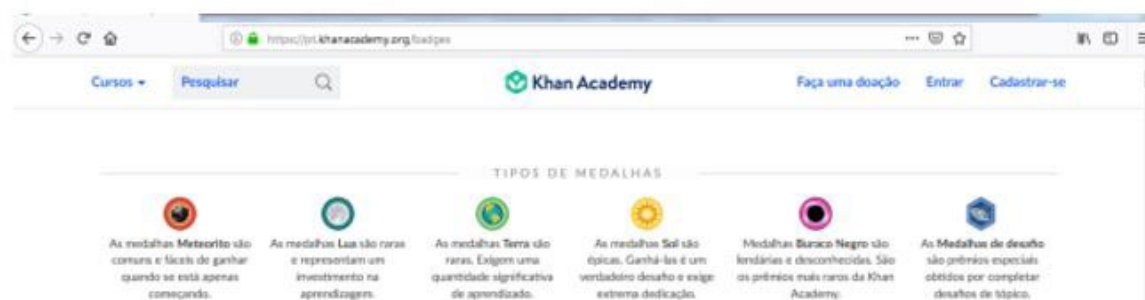 https://pt.khanacademy.org/badges
Cursos
Pesquisar
Khan Academy
Faça uma doação
Entrar
Cadastrar-se
TIPOS DE MEDALHAS
As medalhas Meteorito são
comuns e fáceis de ganhar
quando se está apenas
começando.
As medalhas Lua são raras
e representam um
investimento na
aprendizagem.
As medalhas Terra são
raras. Exigem uma
quantidade significativa
de aprendizado.
As medalhas Sol são
épicas. Ganhá-las é um
verdadeiro desafio e exige
extrema dedicação.
Medalhas Buraco Negro são
lendárias e desconhecidas. São
os prêmios mais raros da Khan
Academy.
As Medalhas de desafio
são prêmios especiais
obtidos por completar
desafios de tópico.